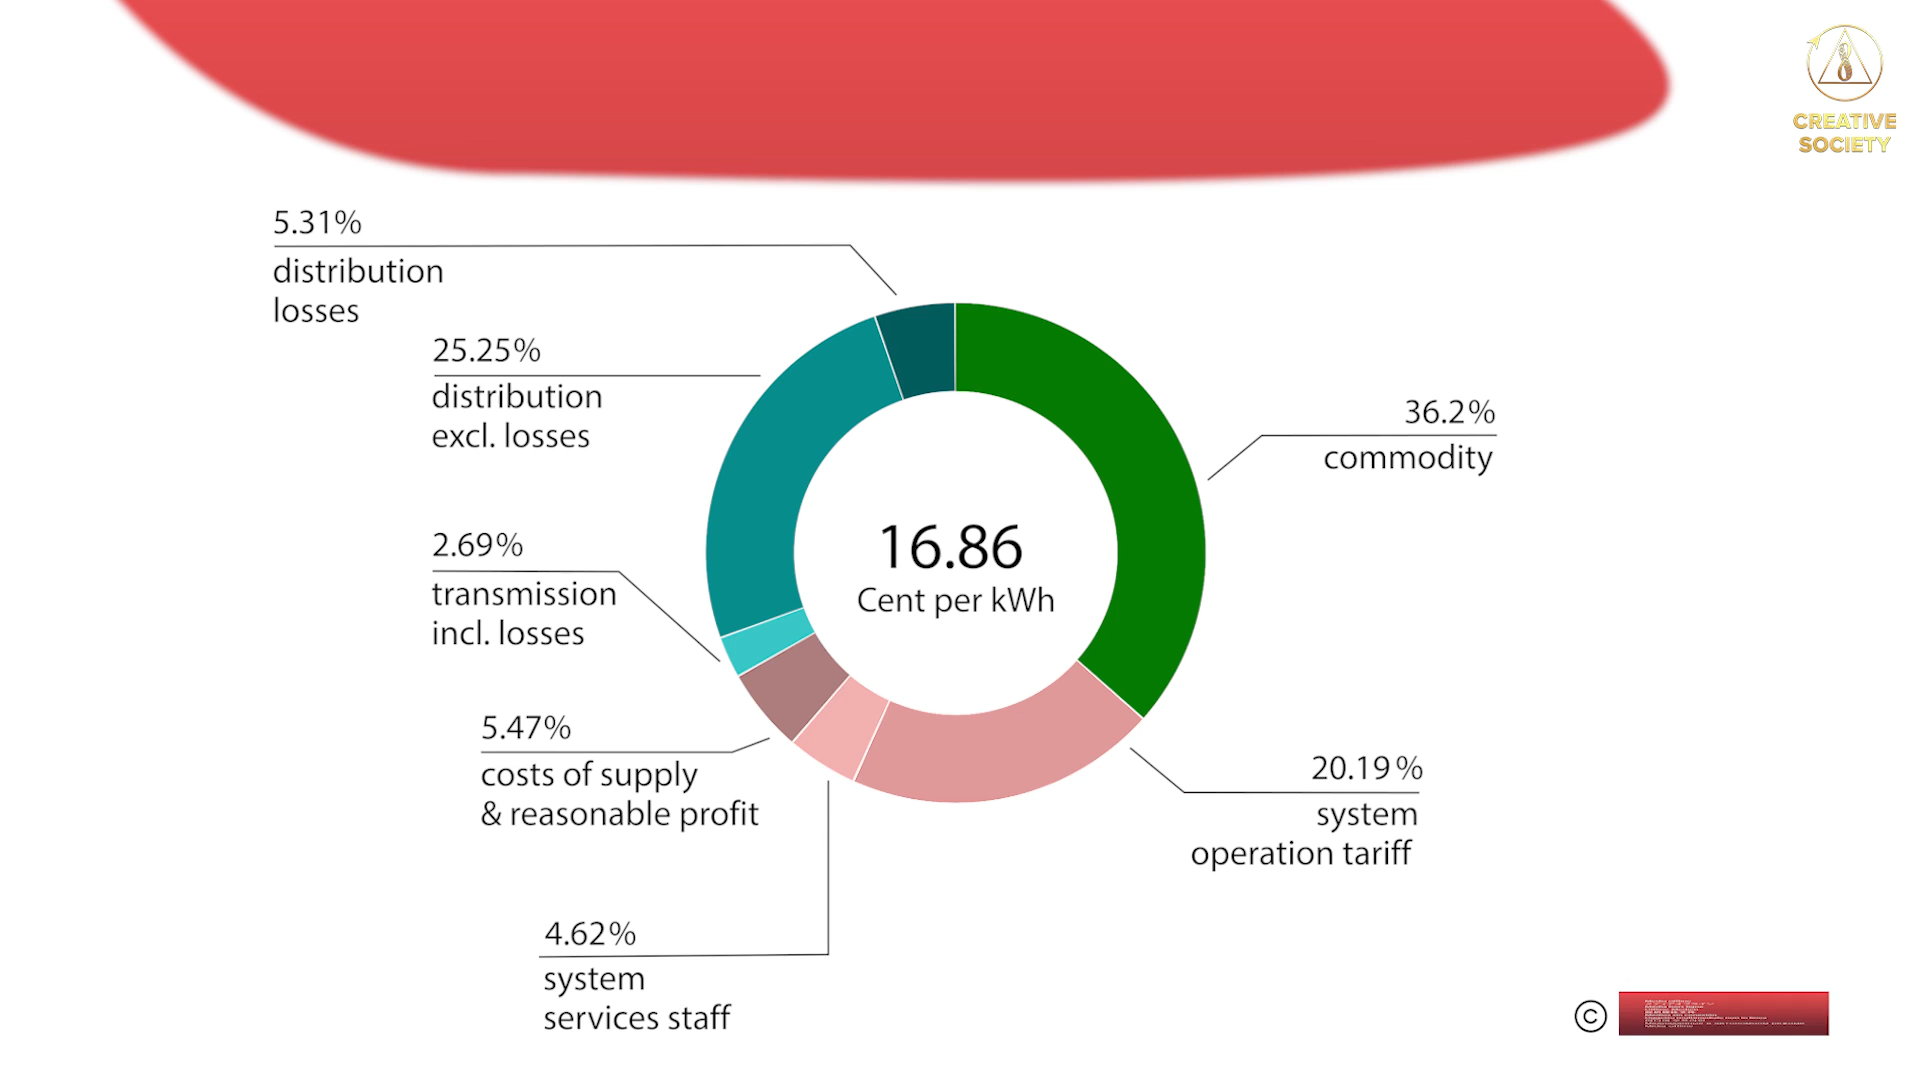 CREATIVE
SOCIETY
5.31%
distribution
losses
25.25%
distribution
excl. losses
36.2%
commodity
16.86
Cent per kWh
2.69%
transmission
incl. losses
5.47%
costs of supply
& reasonable profit
20.19%
system
operation tariff
4.62%
system
services staff
©